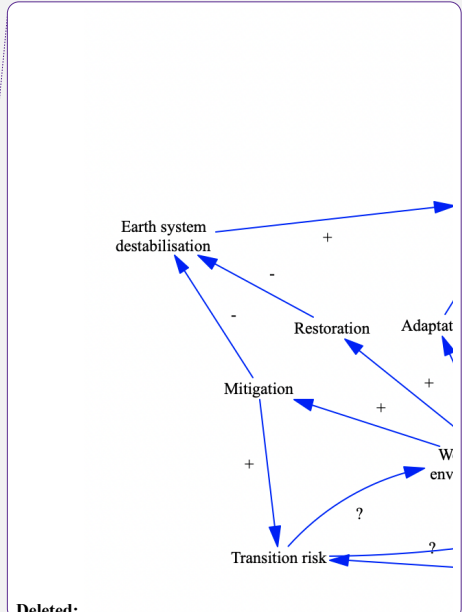 Earth system
destabilisation
+
-
-
Restoration
Adaptat
+
Mitigation
+
W
env
+
?
Transition risk
?
Deleted: